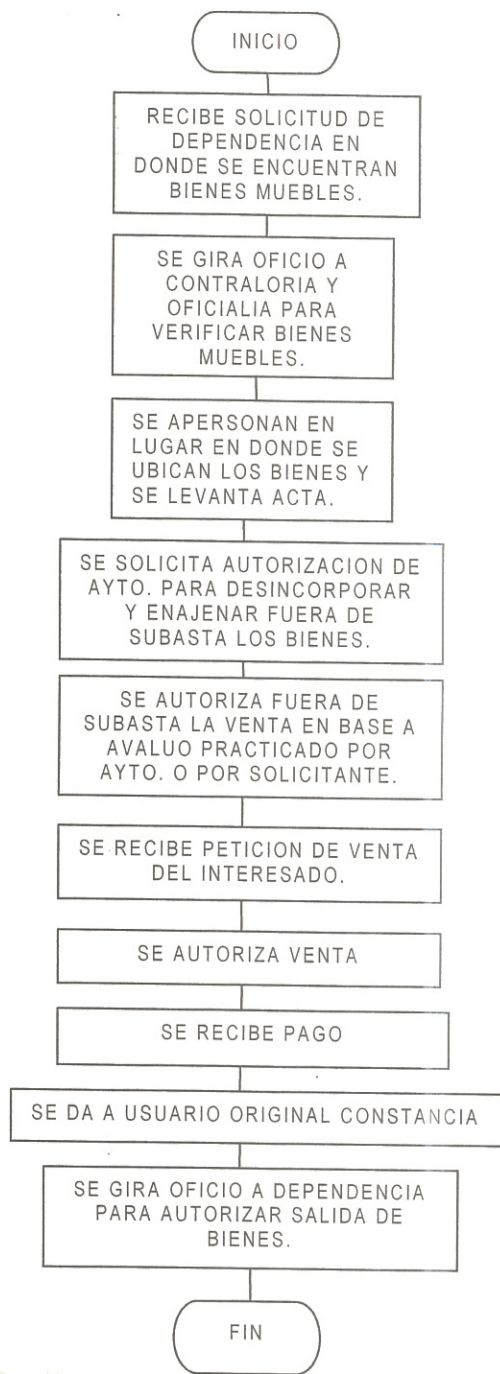 INICIO
RECIBE SOLICITUD DE
DEPENDENCIA EN
DONDE SE ENCUENTRAN
BIENES MUEBLES.
SE GIRA OFICIO A
CONTRALORIA Y
OFICIALIA PARA
VERIFICAR BIENES
MUEBLES.
SE APERSONAN EN
LUGAR EN DONDE SE
UBICAN LOS BIENES Y
SE LEVANTA ACTA.
SE SOLICITA AUTORIZACION DE
AYTO. PARA DESINCORPORAR
Y ENAJENAR FUERA DE
SUBASTA LOS BIENES.
SE AUTORIZA FUERA DE
SUBASTA LA VENTA EN BASE A
AVALUO PRACTICADO POR
AYTO. O POR SOLICITANTE.
SE RECIBE PETICION DE VENTA
DEL INTERESADO.
SE AUTORIZA VENTA
SE RECIBE PAGO
SE DA A USUARIO ORIGINAL CONSTANCIA
SE GIRA OFICIO A DEPENDENCIA
PARA AUTORIZAR SALIDA DE
BIENES.
FIN